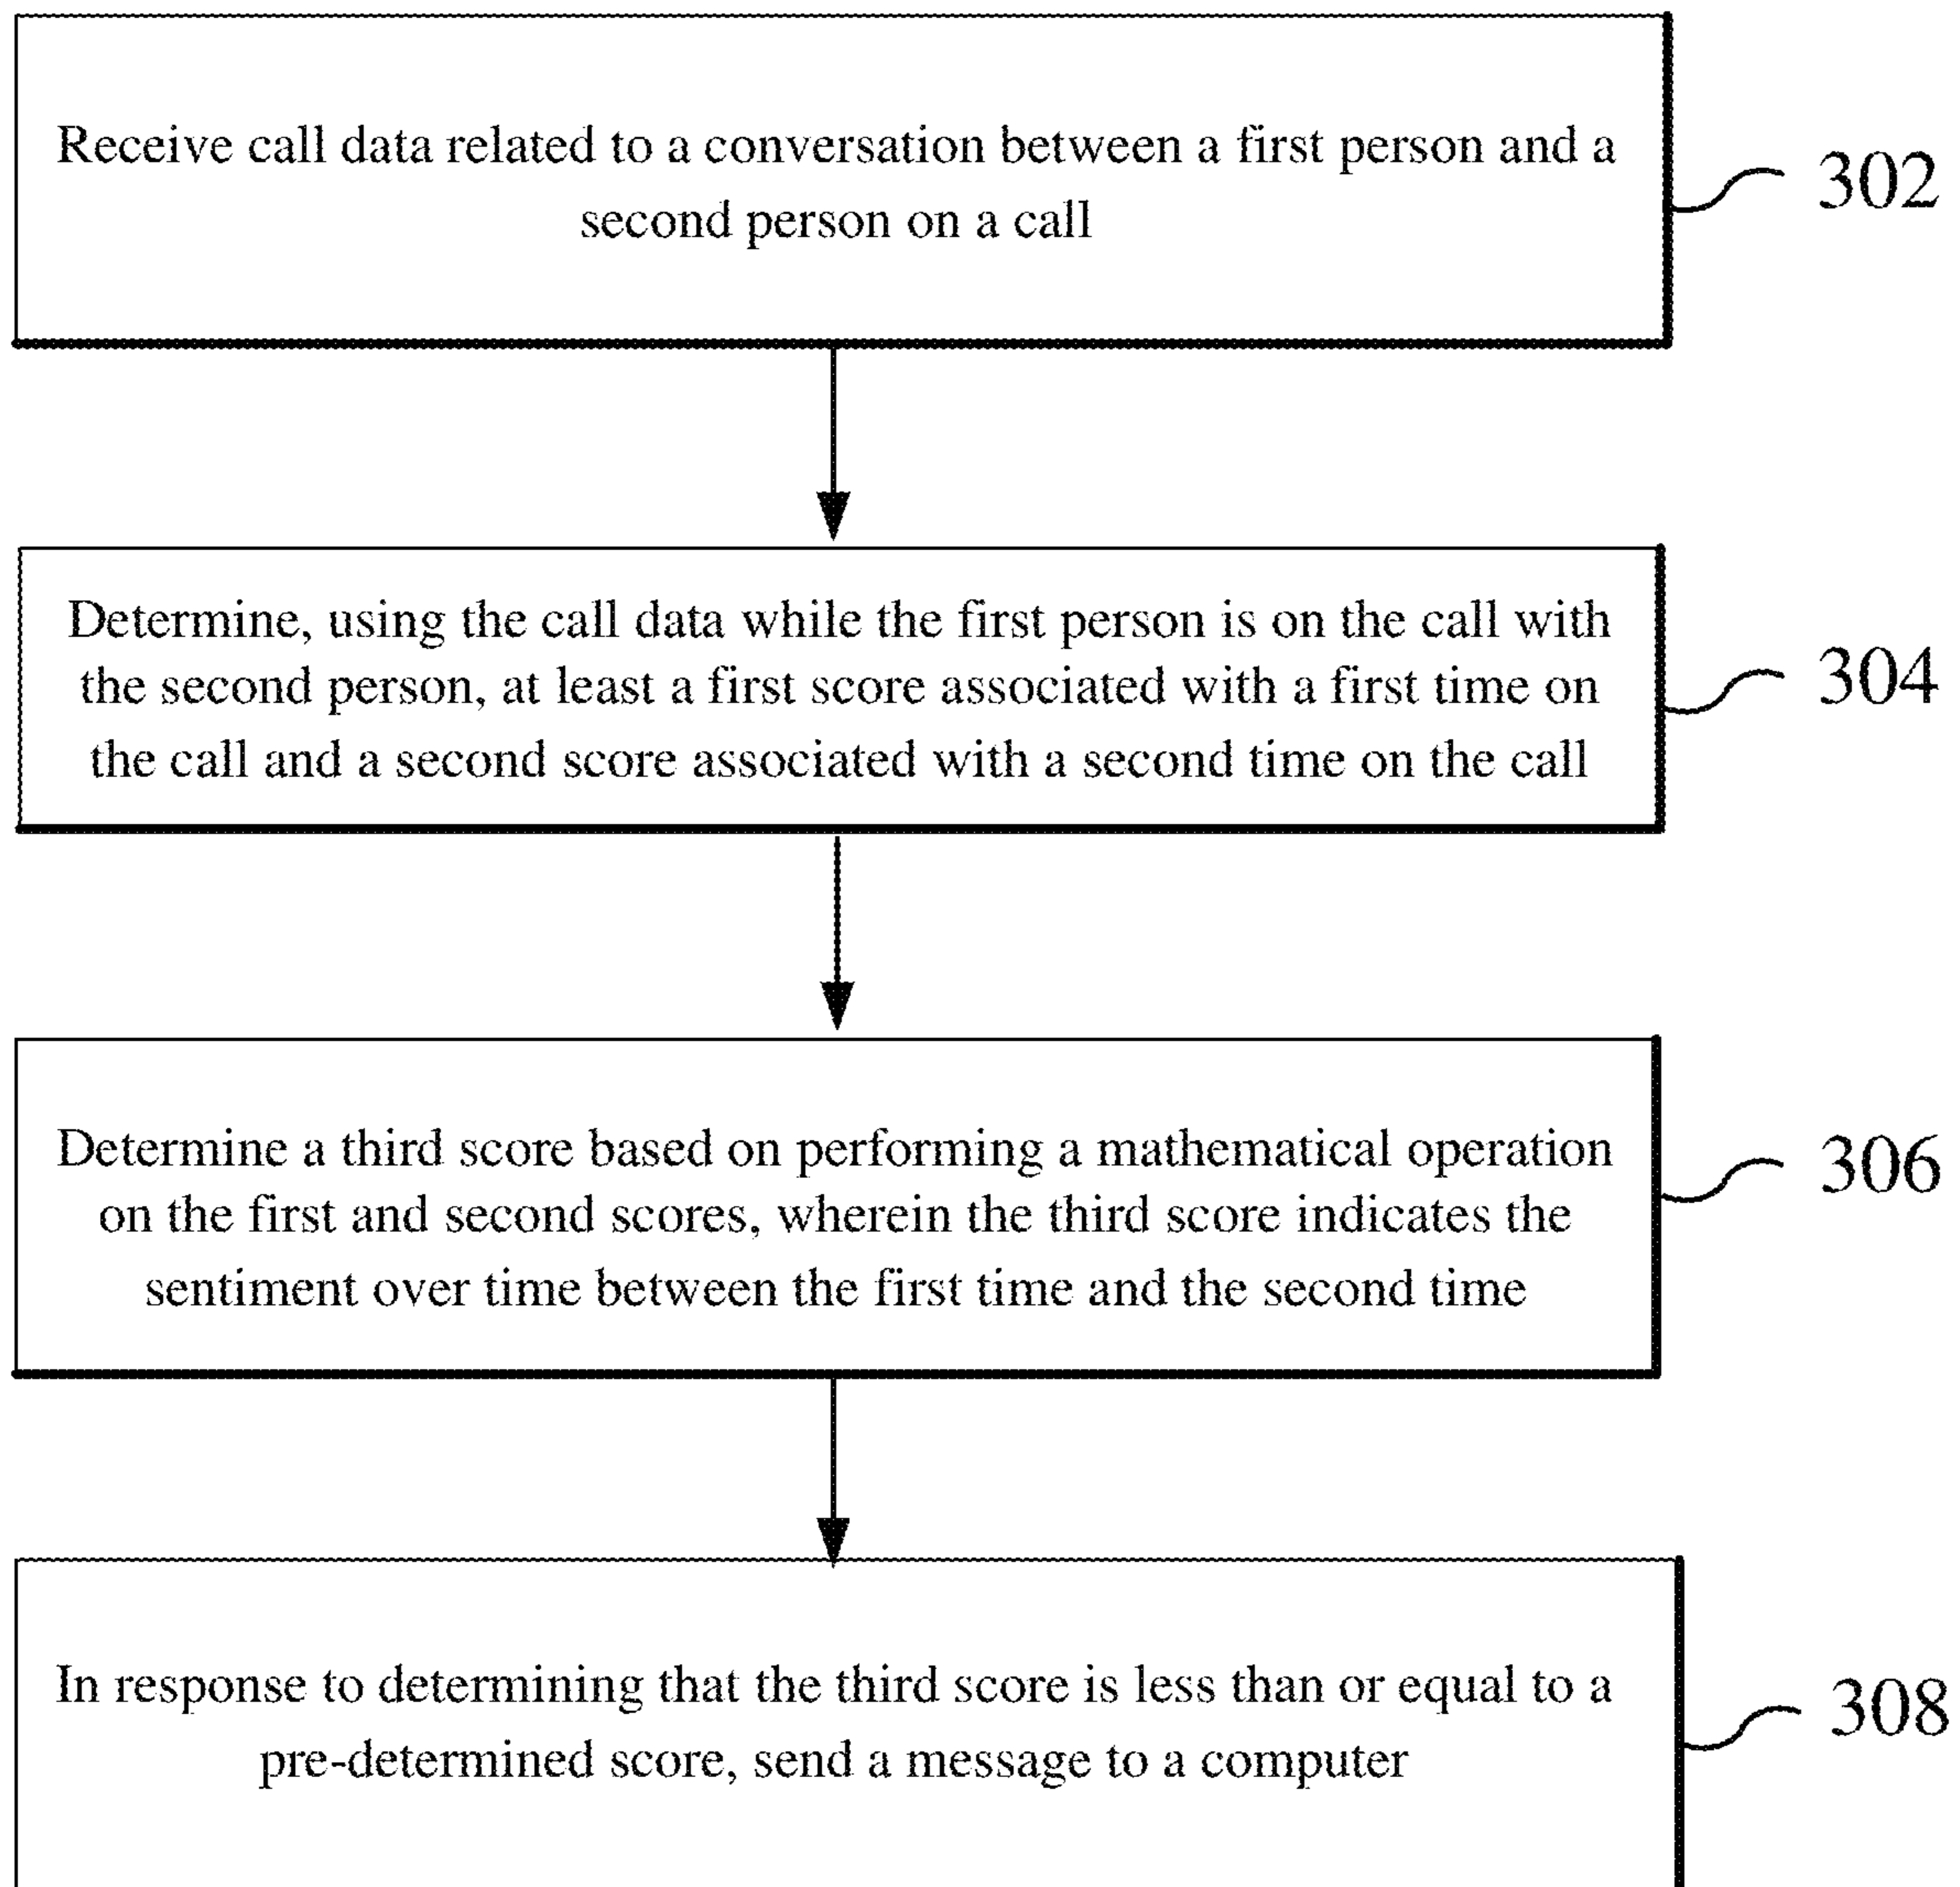 Receive call data related to a conversation between a first person and a
second person on a call
302
Determine, using the call data while the first person is on the call with
the second person, at least a first score associated with a first time on
the call and a second score associated with a second time on the call
304
Determine a third score based on performing a mathematical operation
on the first and second scores, wherein the third score indicates the
sentiment over time between the first time and the second time
306
In response to determining that the third score is less than or equal to a
pre-determined score, send a message to a computer
308